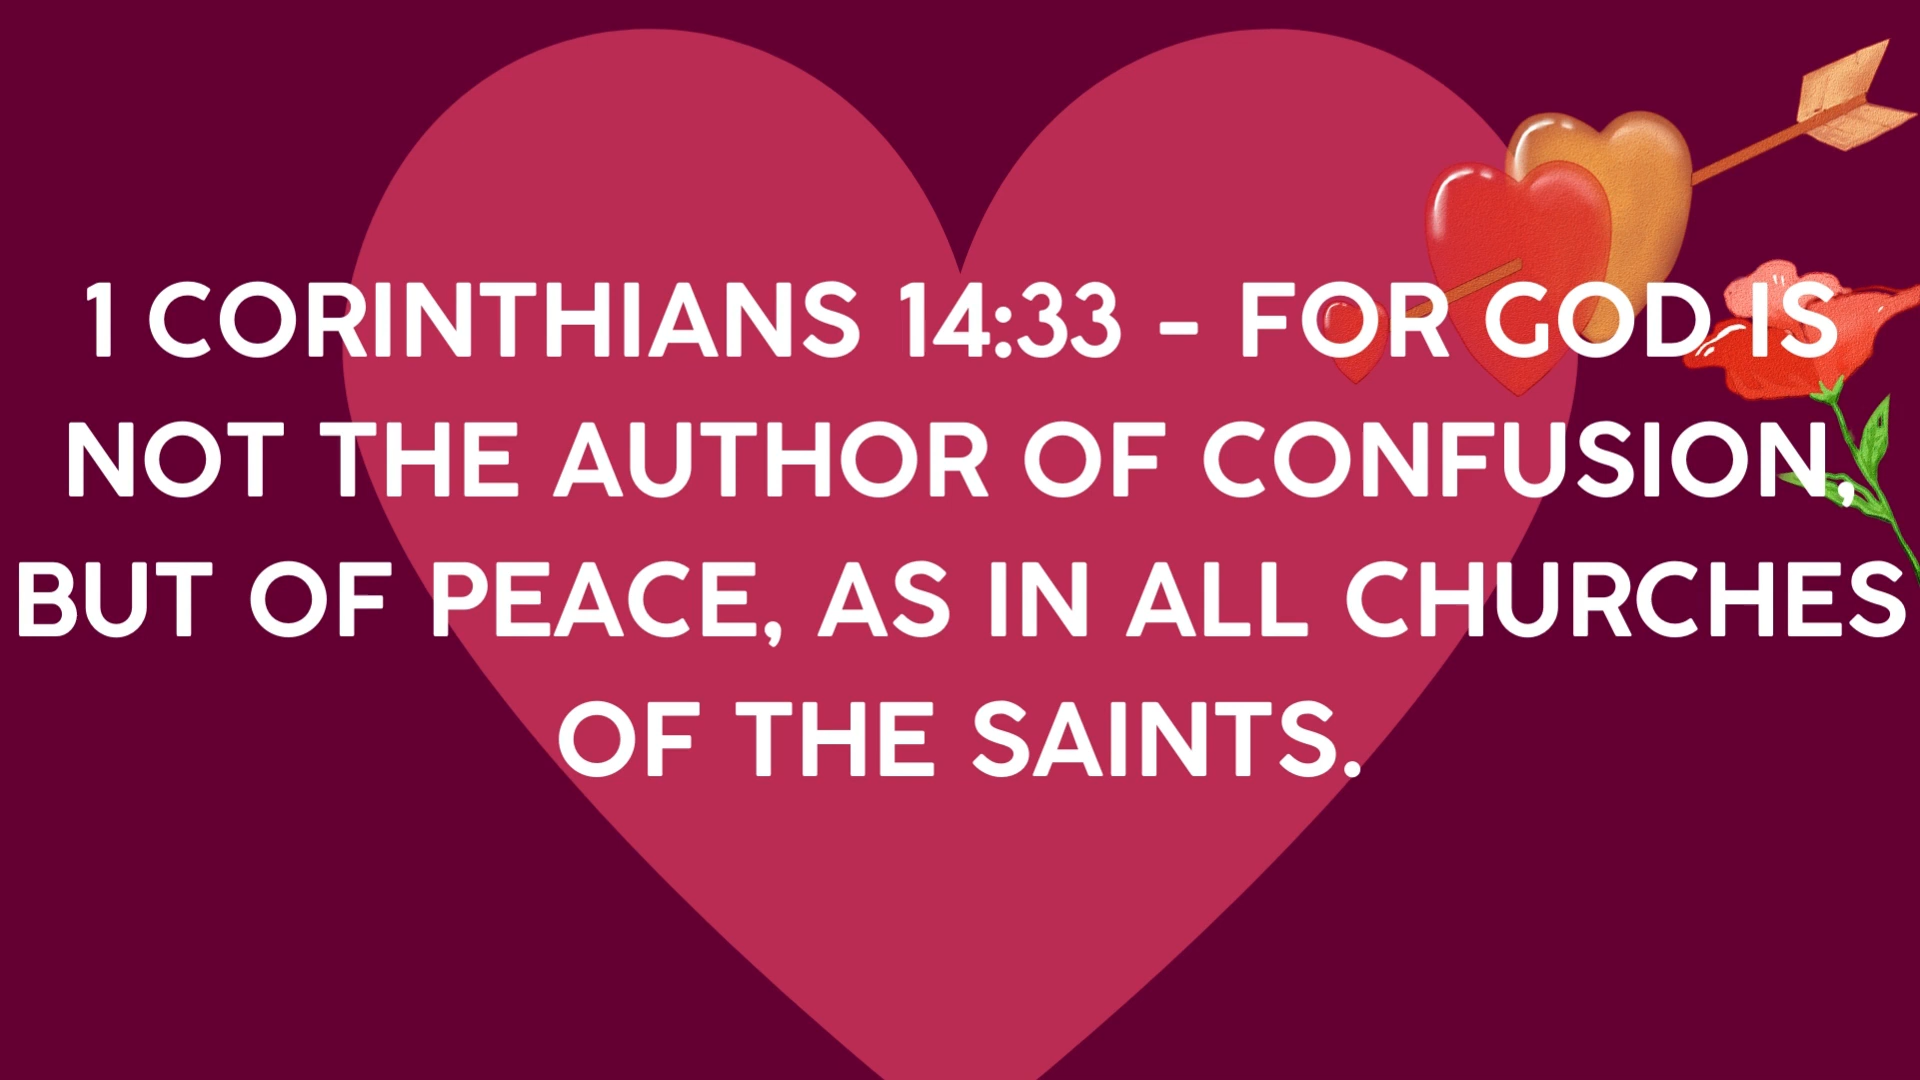 1 CORINTHIANS 14:33 - FOR GOD IS
NOT THE AUTHOR OF CONFUSION,
BUT OF PEACE, AS IN ALL CHURCHES
OF THE SAINTS.